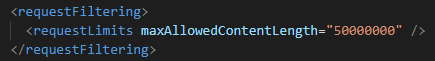 <requestFiltering>
  <requestLimits maxAllowedContentLength="50000000" />
</requestFiltering>